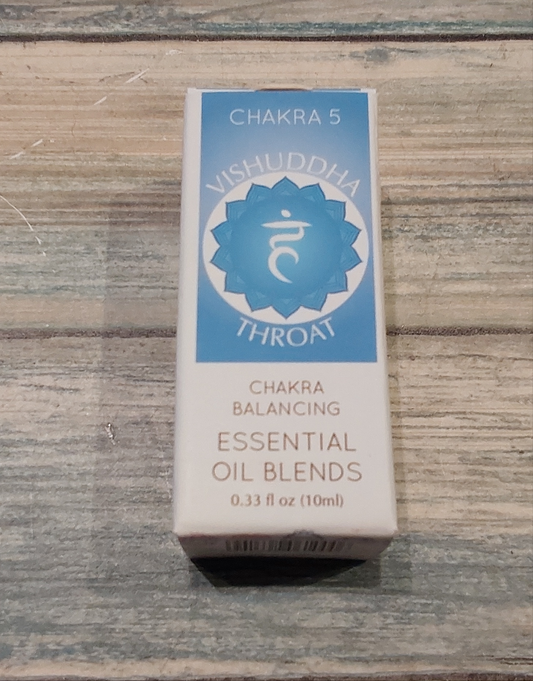 CHAKRA 5
VISHUDDHA
हं
THROAT
CHAKRA
BALANCING
ESSENTIAL
OIL BLENDS
0.33 fl oz (10ml)